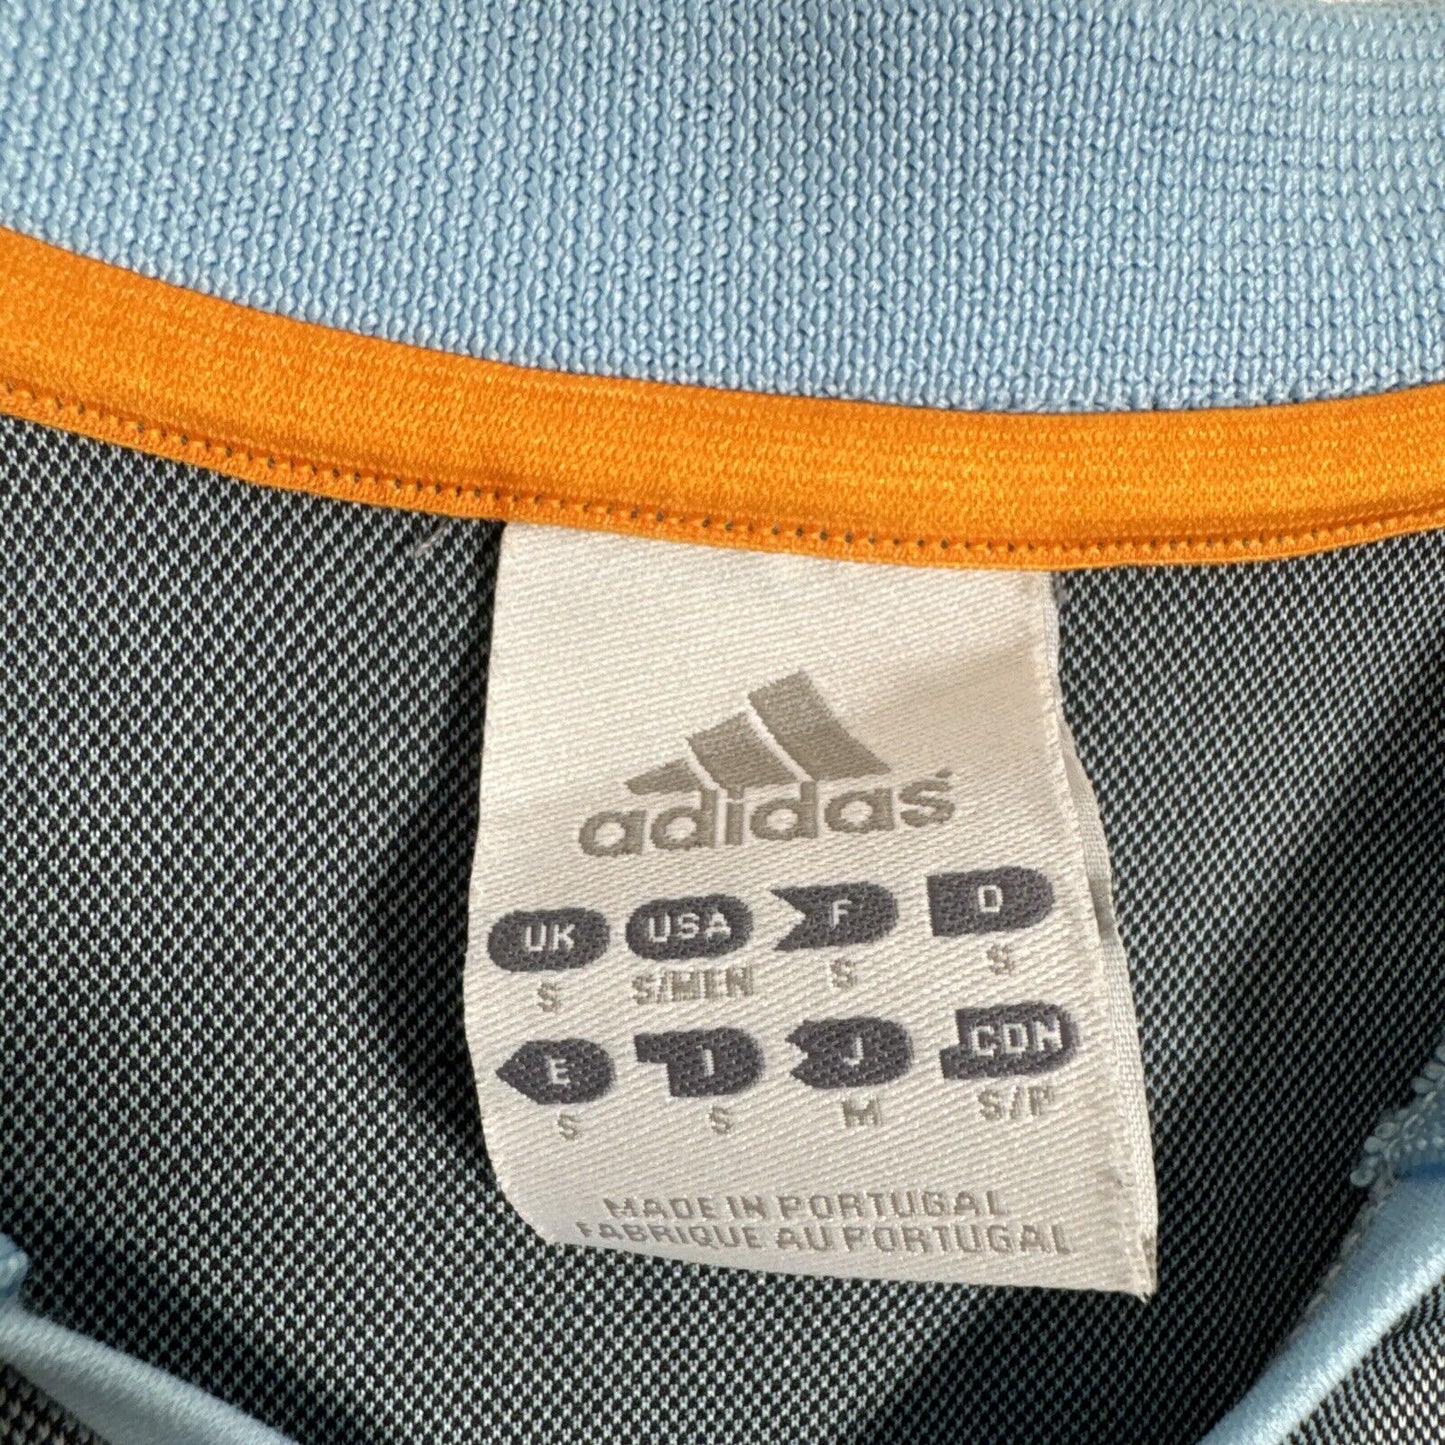 adidas
UK USA F D
S S/MEN S S
E I J CDN
S S M S/P
MADE IN PORTUGAL
FABRIQUE AU PORTUGAL